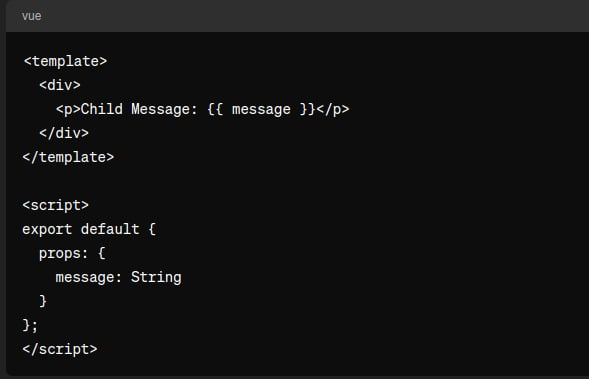 vue
<template>
  <div>
    <p>Child Message: {{ message }}</p>
  </div>
</template>

<script>
export default {
  props: {
    message: String
  }
};
</script>